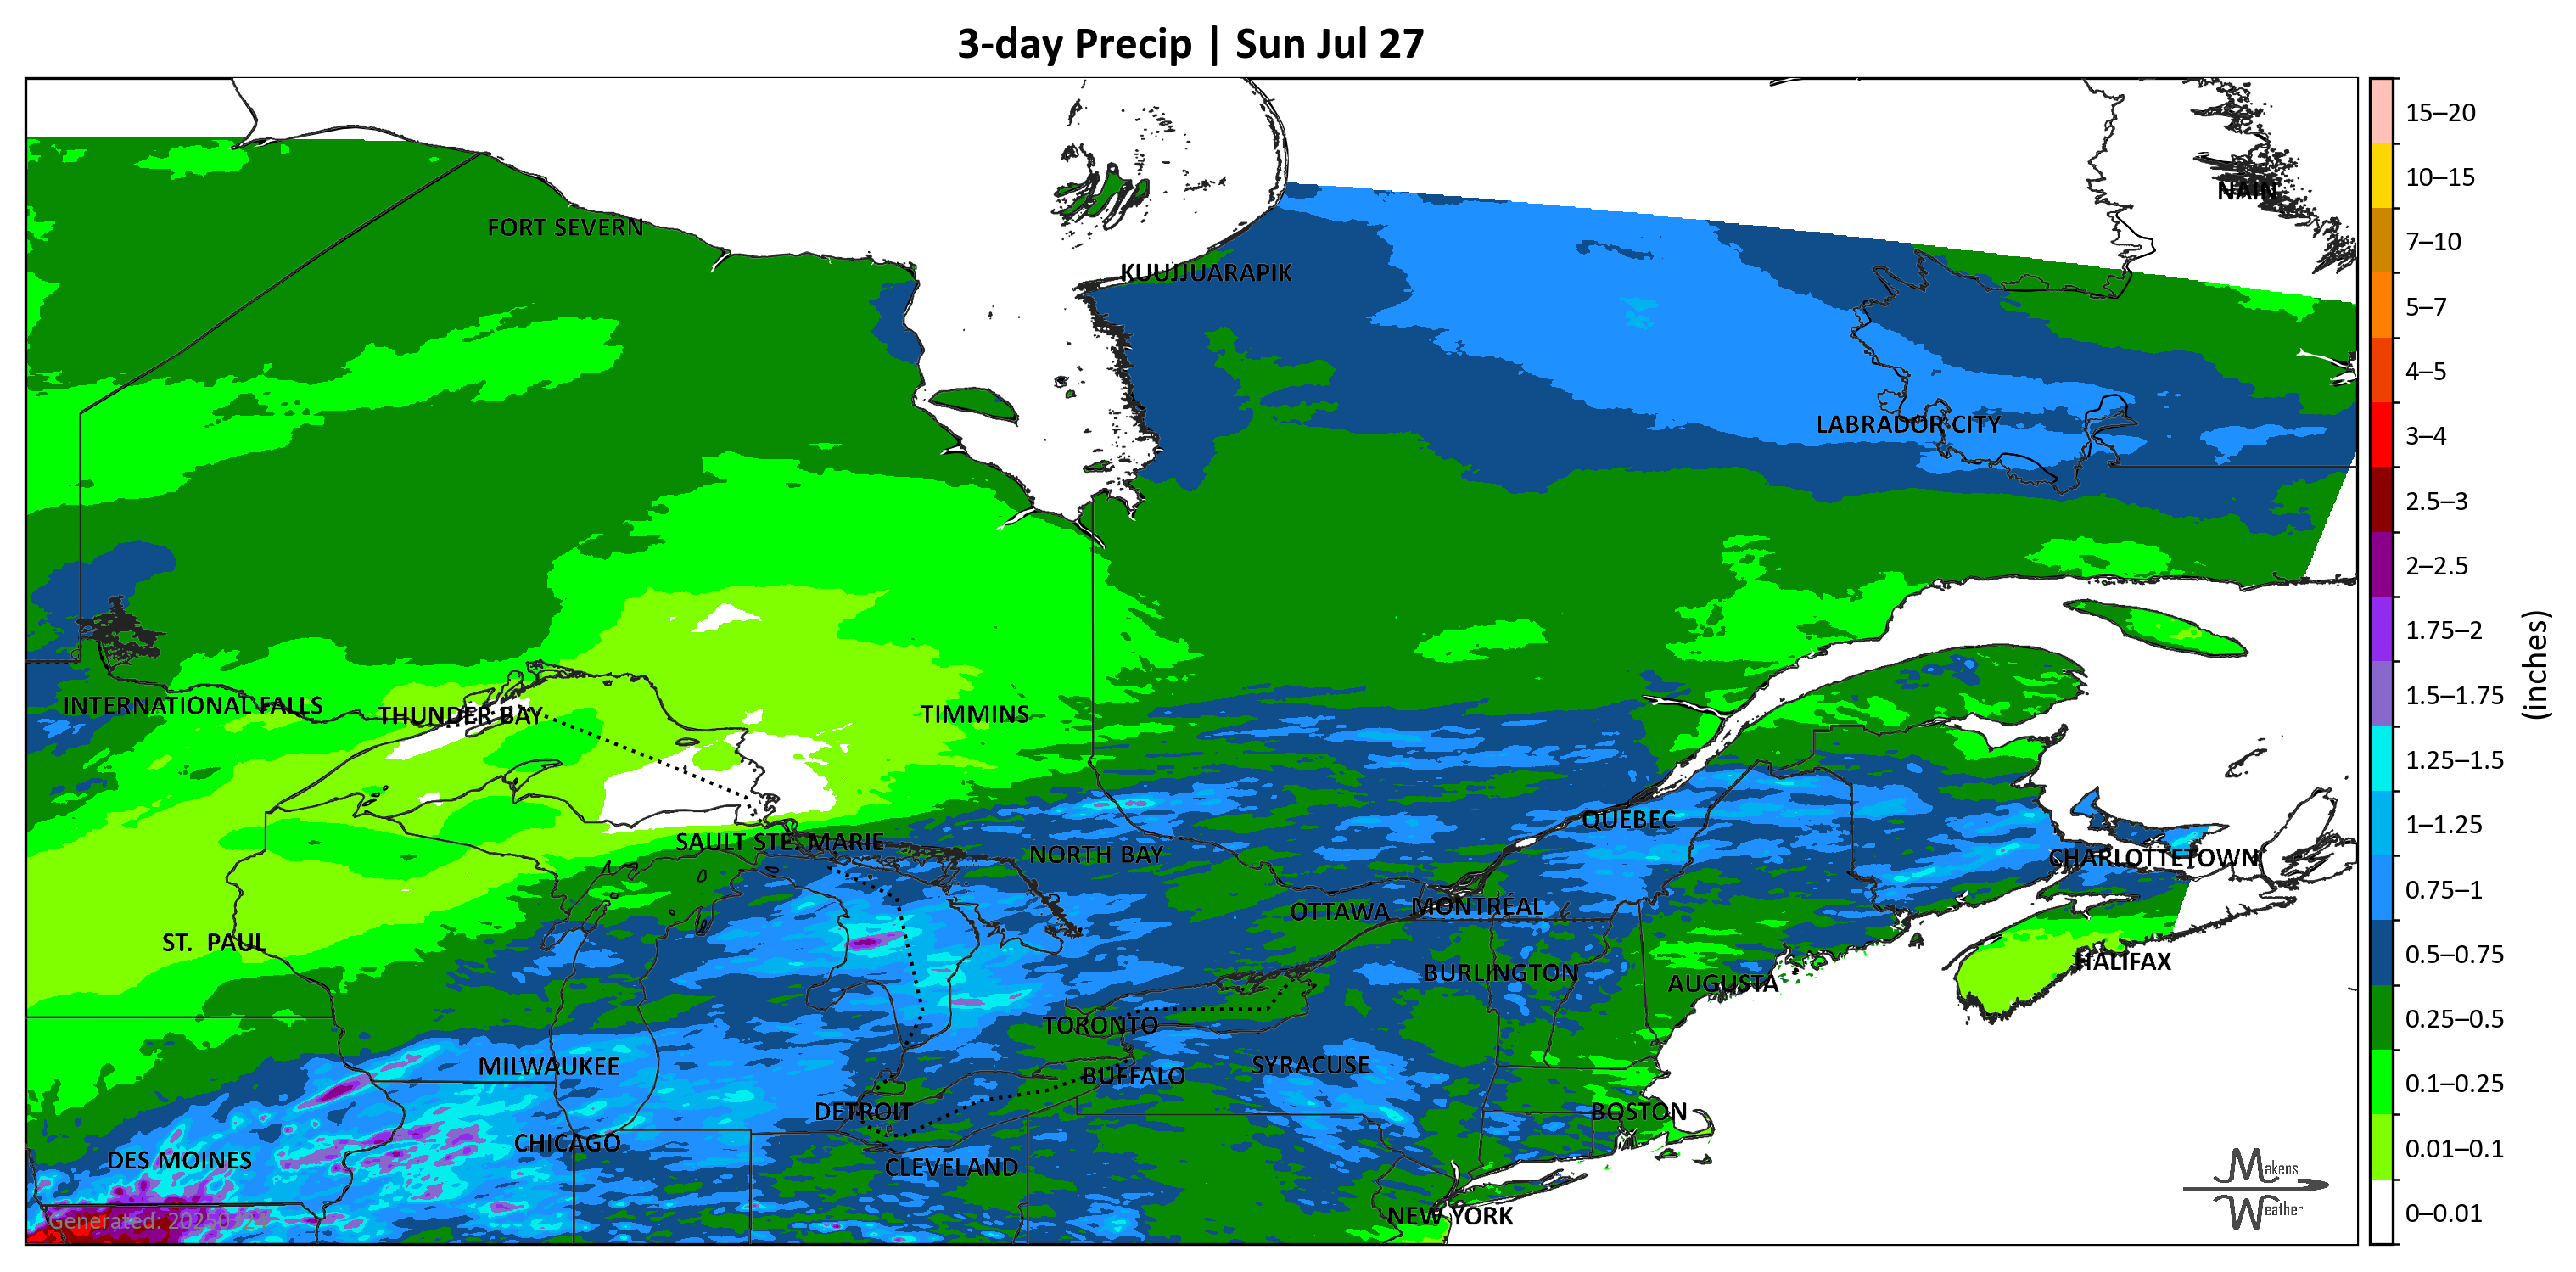 3-day Precip | Sun Jul 27
15–20
NAIN
10–15
FORT SEVERN
7–10
KUUJJUARAPIK
5–7
4–5
LABRADOR CITY
3–4
2.5–3
2–2.5
1.75–2
(inches)
INTERNATIONAL FALLS
THUNDER BAY
TIMMINS
1.5–1.75
1.25–1.5
QUÉBEC
1–1.25
SAULT STE. MARIE
NORTH BAY
CHARLOTTETOWN
0.75–1
OTTAWA
MONTRÉAL
ST. PAUL
0.5–0.75
HALIFAX
BURLINGTON
AUGUSTA
TORONTO
0.25–0.5
MILWAUKEE
SYRACUSE
BUFFALO
0.1–0.25
DETROIT
BOSTON
CHICAGO
0.01–0.1
DES MOINES
CLEVELAND
Makens
Weather
NEW YORK
0–0.01
Generated: